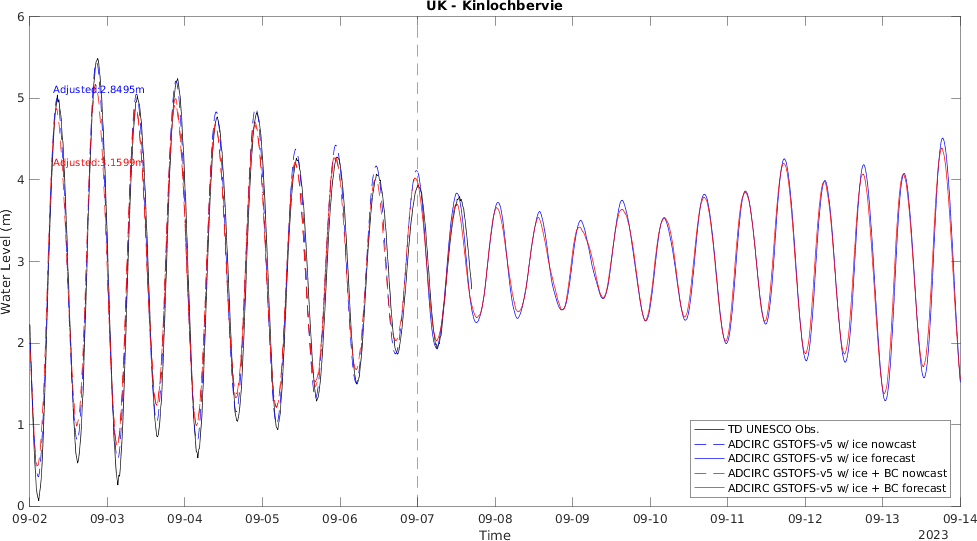 UK - Kinlochbervie
6
5
4
3
2
1
0
Water Level (m)
Adjusted:2.8495m
Adjusted:3.1599m
TD UNESCO Obs.
ADCIRC GSTOFS-v5 w/ ice nowcast
ADCIRC GSTOFS-v5 w/ ice forecast
ADCIRC GSTOFS-v5 w/ ice + BC nowcast
ADCIRC GSTOFS-v5 w/ ice + BC forecast
09-02 09-03 09-04 09-05 09-06 09-07 09-08 09-09 09-10 09-11 09-12 09-13 09-14
Time
2023